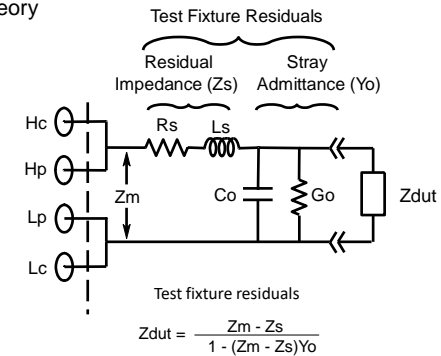 eory
Test Fixture Residuals
Residual
Impedance (Zs)
Stray
Admittance (Yo)
Hc
Hp
Lp
Lc
Rs
Ls
Zm
Co
Go
Zdut
Test fixture residuals
Zdut = Zm - Zs
1 - (Zm - Zs)Yo